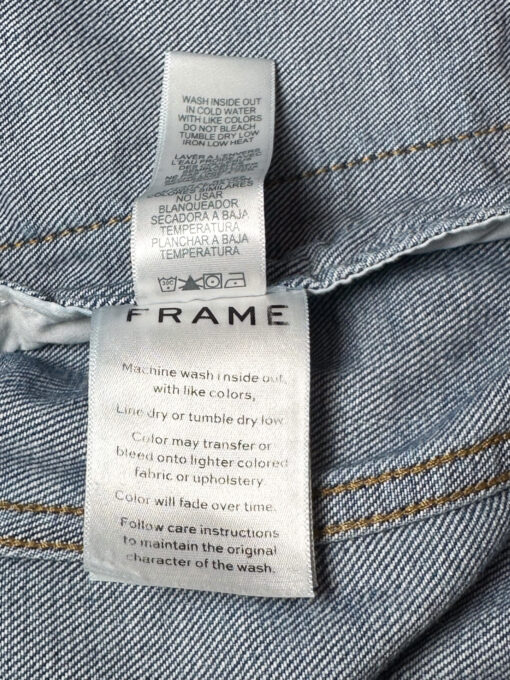 WASH INSIDE OUT
IN COLD WATER
WITH LIKE COLORS
DO NOT BLEACH
TUMBLE DRY LOW
IRON LOW HEAT
LAVER À L'ENVERS
NO USAR
BLANQUEADOR
SECADORA A BAJA
TEMPERATURA
PLANCHAR A BAJA
TEMPERATURA
FRAME
Machine wash inside out,
with like colors,
Line dry or tumble dry low
Color may transfer or
bleed onto lighter colored
fabric or upholstery.
Color will fade over time.
Follow care instructions
to maintain the original
character of the wash.